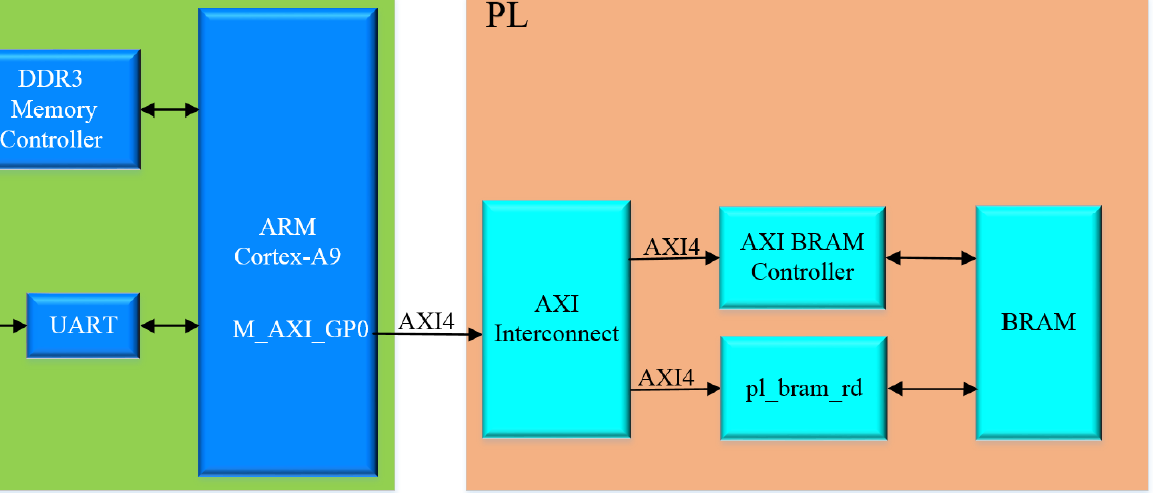 PL
DDR3
Memory
Controller
ARM
Cortex-A9
M_AXI_GP0
UART
AXI4
AXI
Interconnect
AXI4
AXI BRAM
Controller
AXI4
pl_bram_rd
BRAM